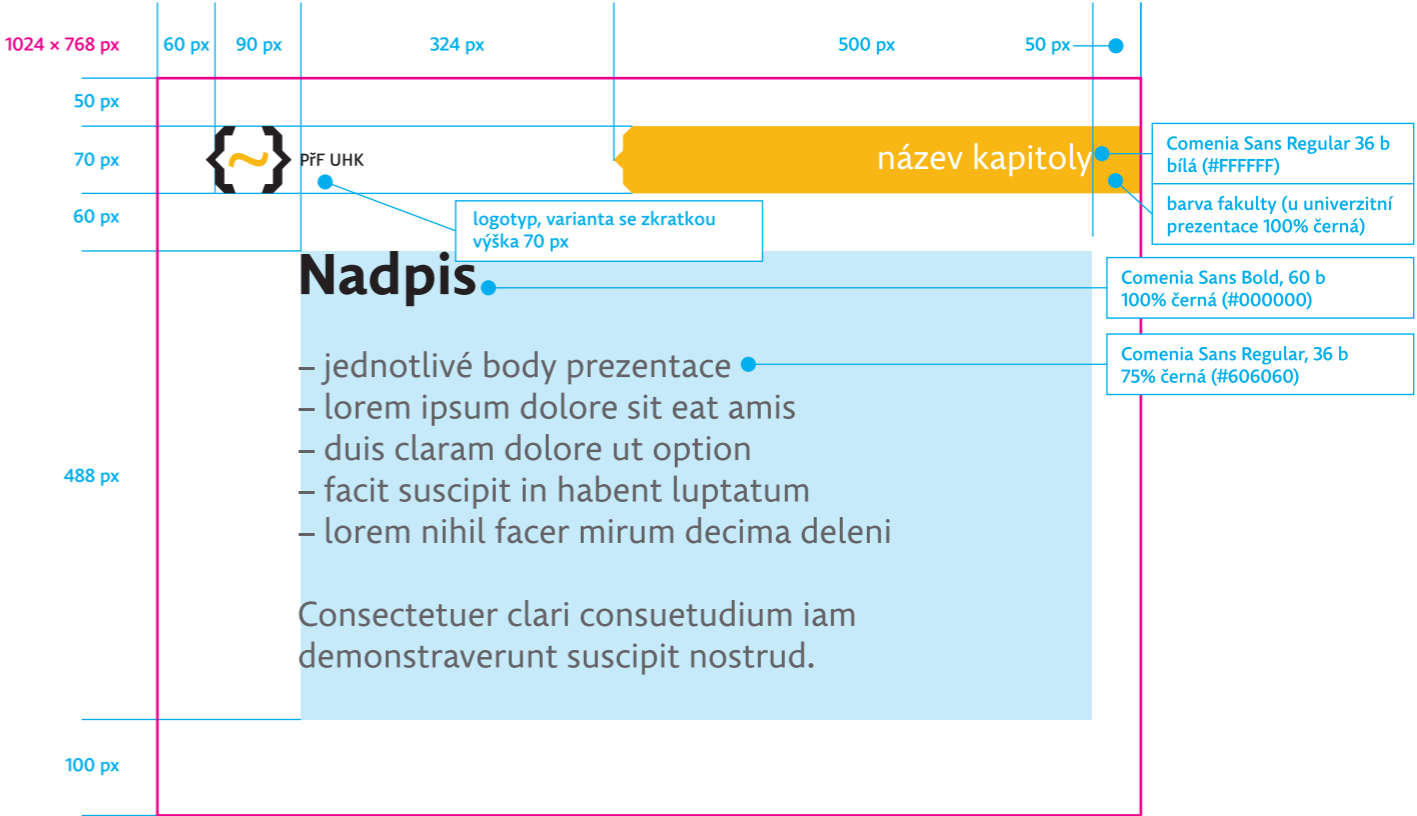 1024 × 768 px
60 px
90 px
324 px
500 px
50 px
50 px
70 px
60 px
488 px
100 px
PřF UHK
název kapitoly
Comenia Sans Regular 36 b
bílá (#FFFFFF)
barva fakulty (u univerzitní
prezentace 100% černá)
logotyp, varianta se zkratkou
výška 70 px
Nadpis
Comenia Sans Bold, 60 b
100% černá (#000000)
– jednotlivé body prezentace
Comenia Sans Regular, 36 b
75% černá (#606060)
– lorem ipsum dolore sit eat amis
– duis claram dolore ut option
– facit suscipit in habent luptatum
– lorem nihil facer mirum decima deleni
Consectetuer clari consuetudium iam
demonstraverunt suscipit nostrud.